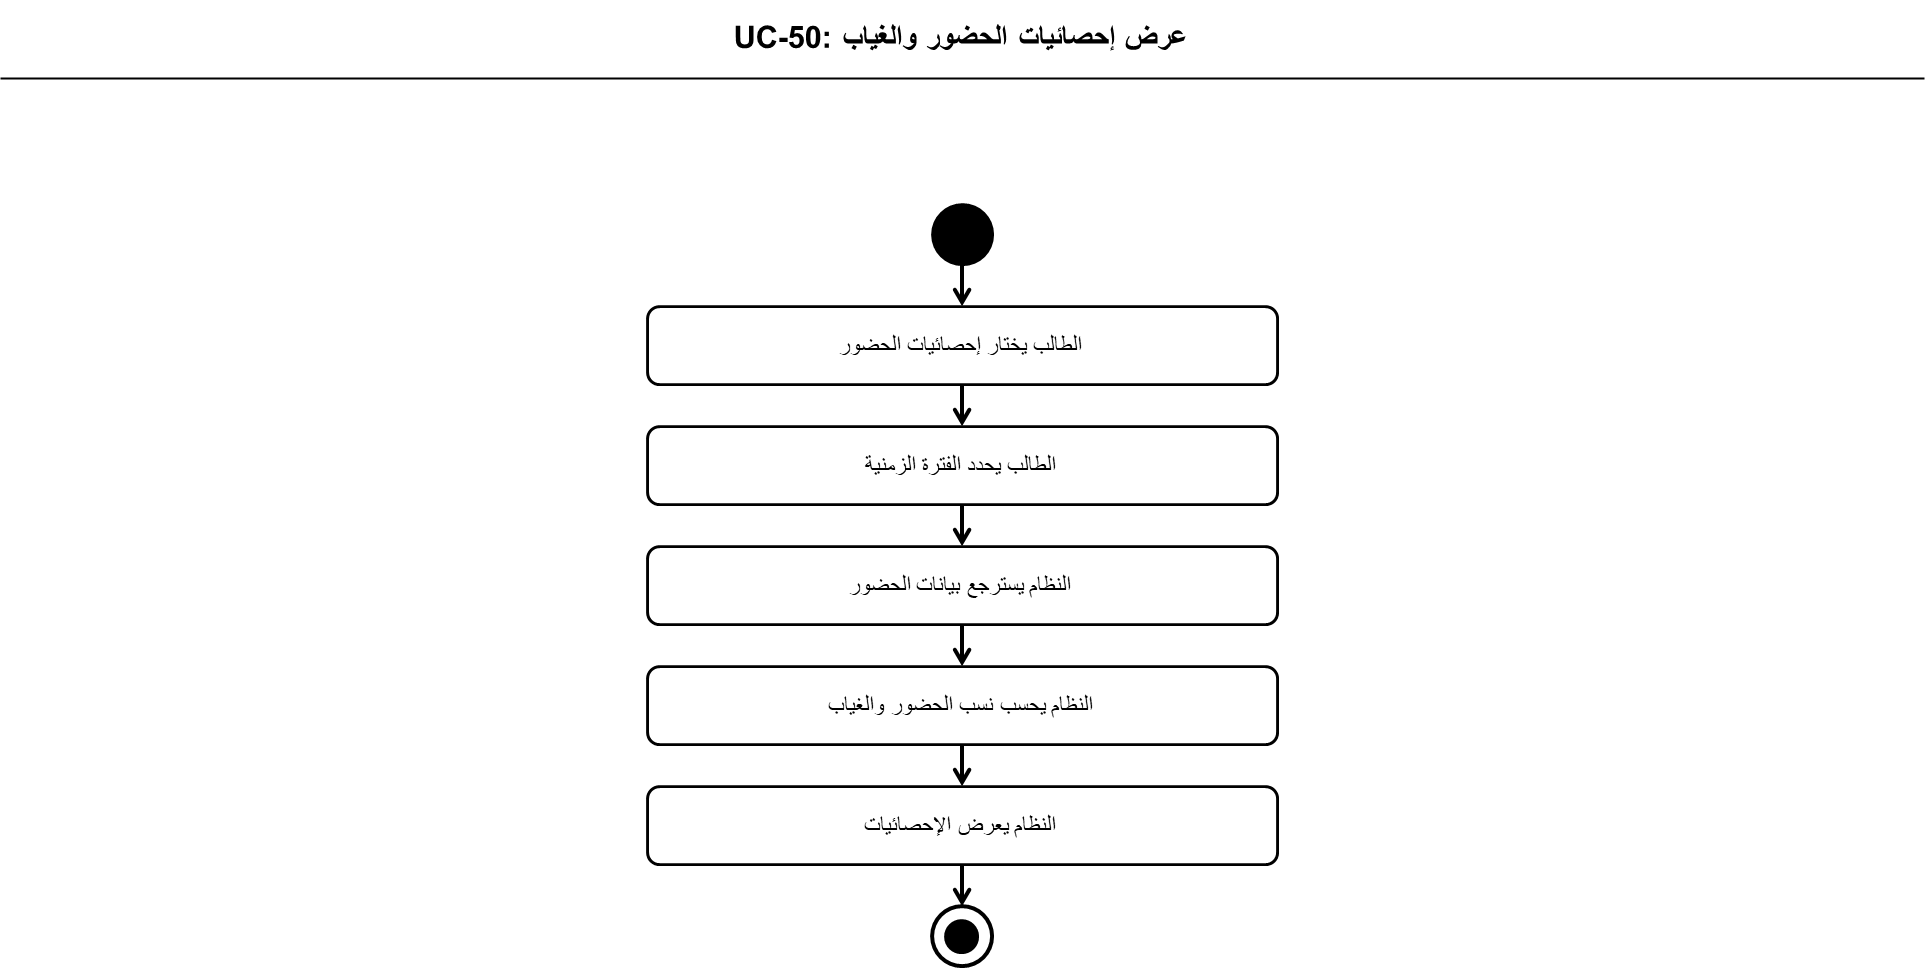 UC-50: عرض إحصائيات الحضور والغياب
الطالب يختار إحصائيات الحضور
الطالب يحدد الفترة الزمنية
النظام يسترجع بيانات الحضور
النظام يحسب نسب الحضور والغياب
النظام يعرض الإحصائيات